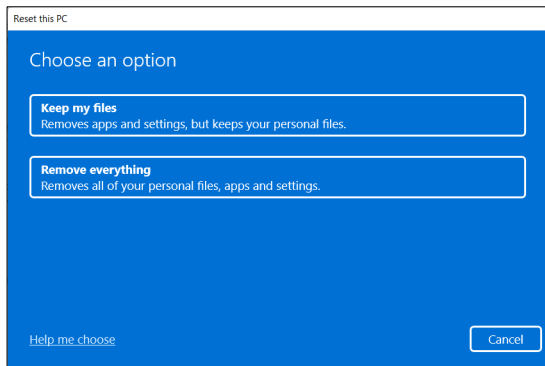 Reset this PC
Choose an option
Keep my files
Removes apps and settings, but keeps your personal files.
Remove everything
Removes all of your personal files, apps and settings.
Help me choose
Cancel